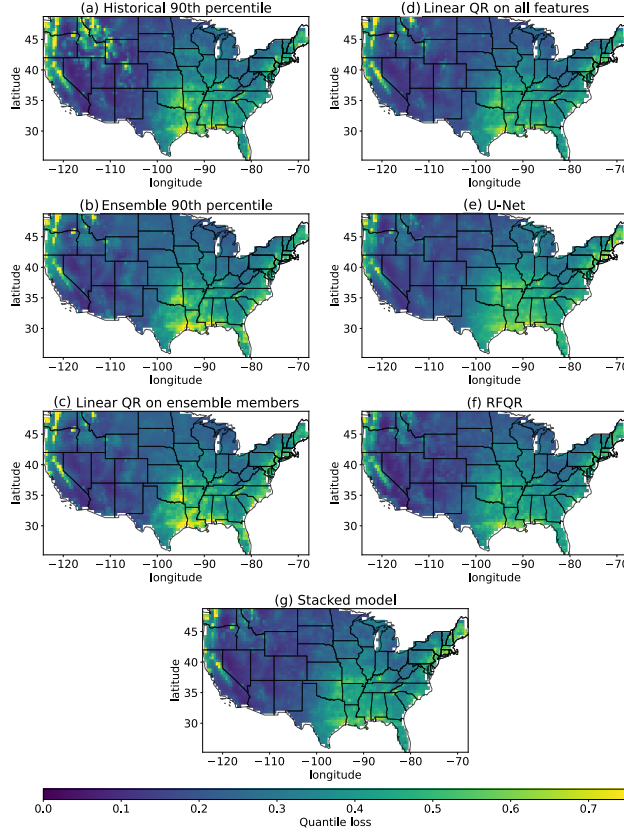 (a) Historical 90th percentile
(d) Linear QR on all features
45
40
35
30
latitude
−120 −110 −100 −90 −80 −70
longitude
45
40
35
30
latitude
−120 −110 −100 −90 −80 −70
longitude
(b) Ensemble 90th percentile
(e) U-Net
45
40
35
30
latitude
−120 −110 −100 −90 −80 −70
longitude
45
40
35
30
latitude
−120 −110 −100 −90 −80 −70
longitude
(c) Linear QR on ensemble members
(f) RFQR
45
40
35
30
latitude
−120 −110 −100 −90 −80 −70
longitude
45
40
35
30
latitude
−120 −110 −100 −90 −80 −70
longitude
(g) Stacked model
45
40
35
30
latitude
−120 −110 −100 −90 −80 −70
longitude
0.0 0.1 0.2 0.3 0.4 0.5 0.6 0.7
Quantile loss